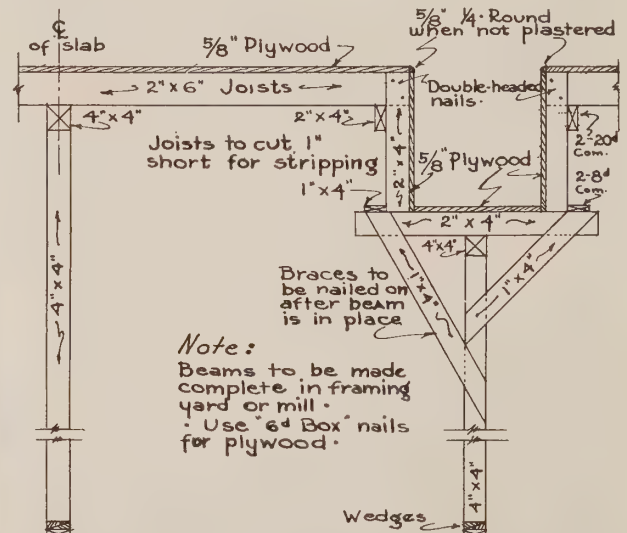 ℄
of slab
5/8" Plywood
5/8" 1/4·Round
when not plastered
2"x6" Joists
Double-headed
nails·
4"x4"
2"x4"
2-20d
Com.
Joists to cut 1"
short for stripping
2"x4"
5/8" Plywood
1"x4"
2-8d
Com.
2"x4"
4"x4"
4"x4"
Braces to
be nailed on
after beam
is in place
1"x4"
1"x4"
Note:
Beams to be made
complete in framing
yard or mill·
· Use "6d Box" nails
for plywood·
4"x4"
Wedges